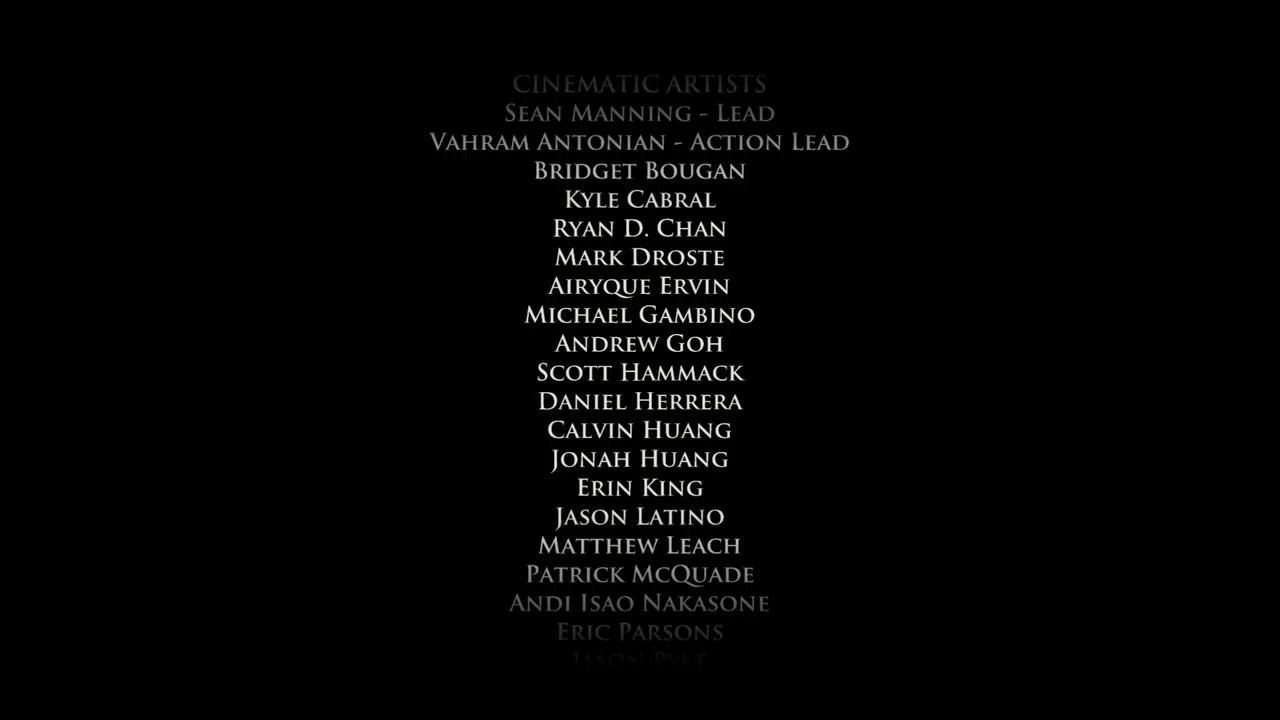 CINEMATIC ARTISTS
SEAN MANNING - LEAD
VAHRAM ANTONIAN - ACTION LEAD
BRIDGET BOUGAN
KYLE CABRAL
RYAN D. CHAN
MARK DROSTE
AIRYQUE ERVIN
MICHAEL GAMBINO
ANDREW GOH
SCOTT HAMMACK
DANIEL HERRERA
CALVIN HUANG
JONAH HUANG
ERIN KING
JASON LATINO
MATTHEW LEACH
PATRICK MCQUADE
ANDI ISAO NAKASONE
ERIC PARSONS
JASON PYKE